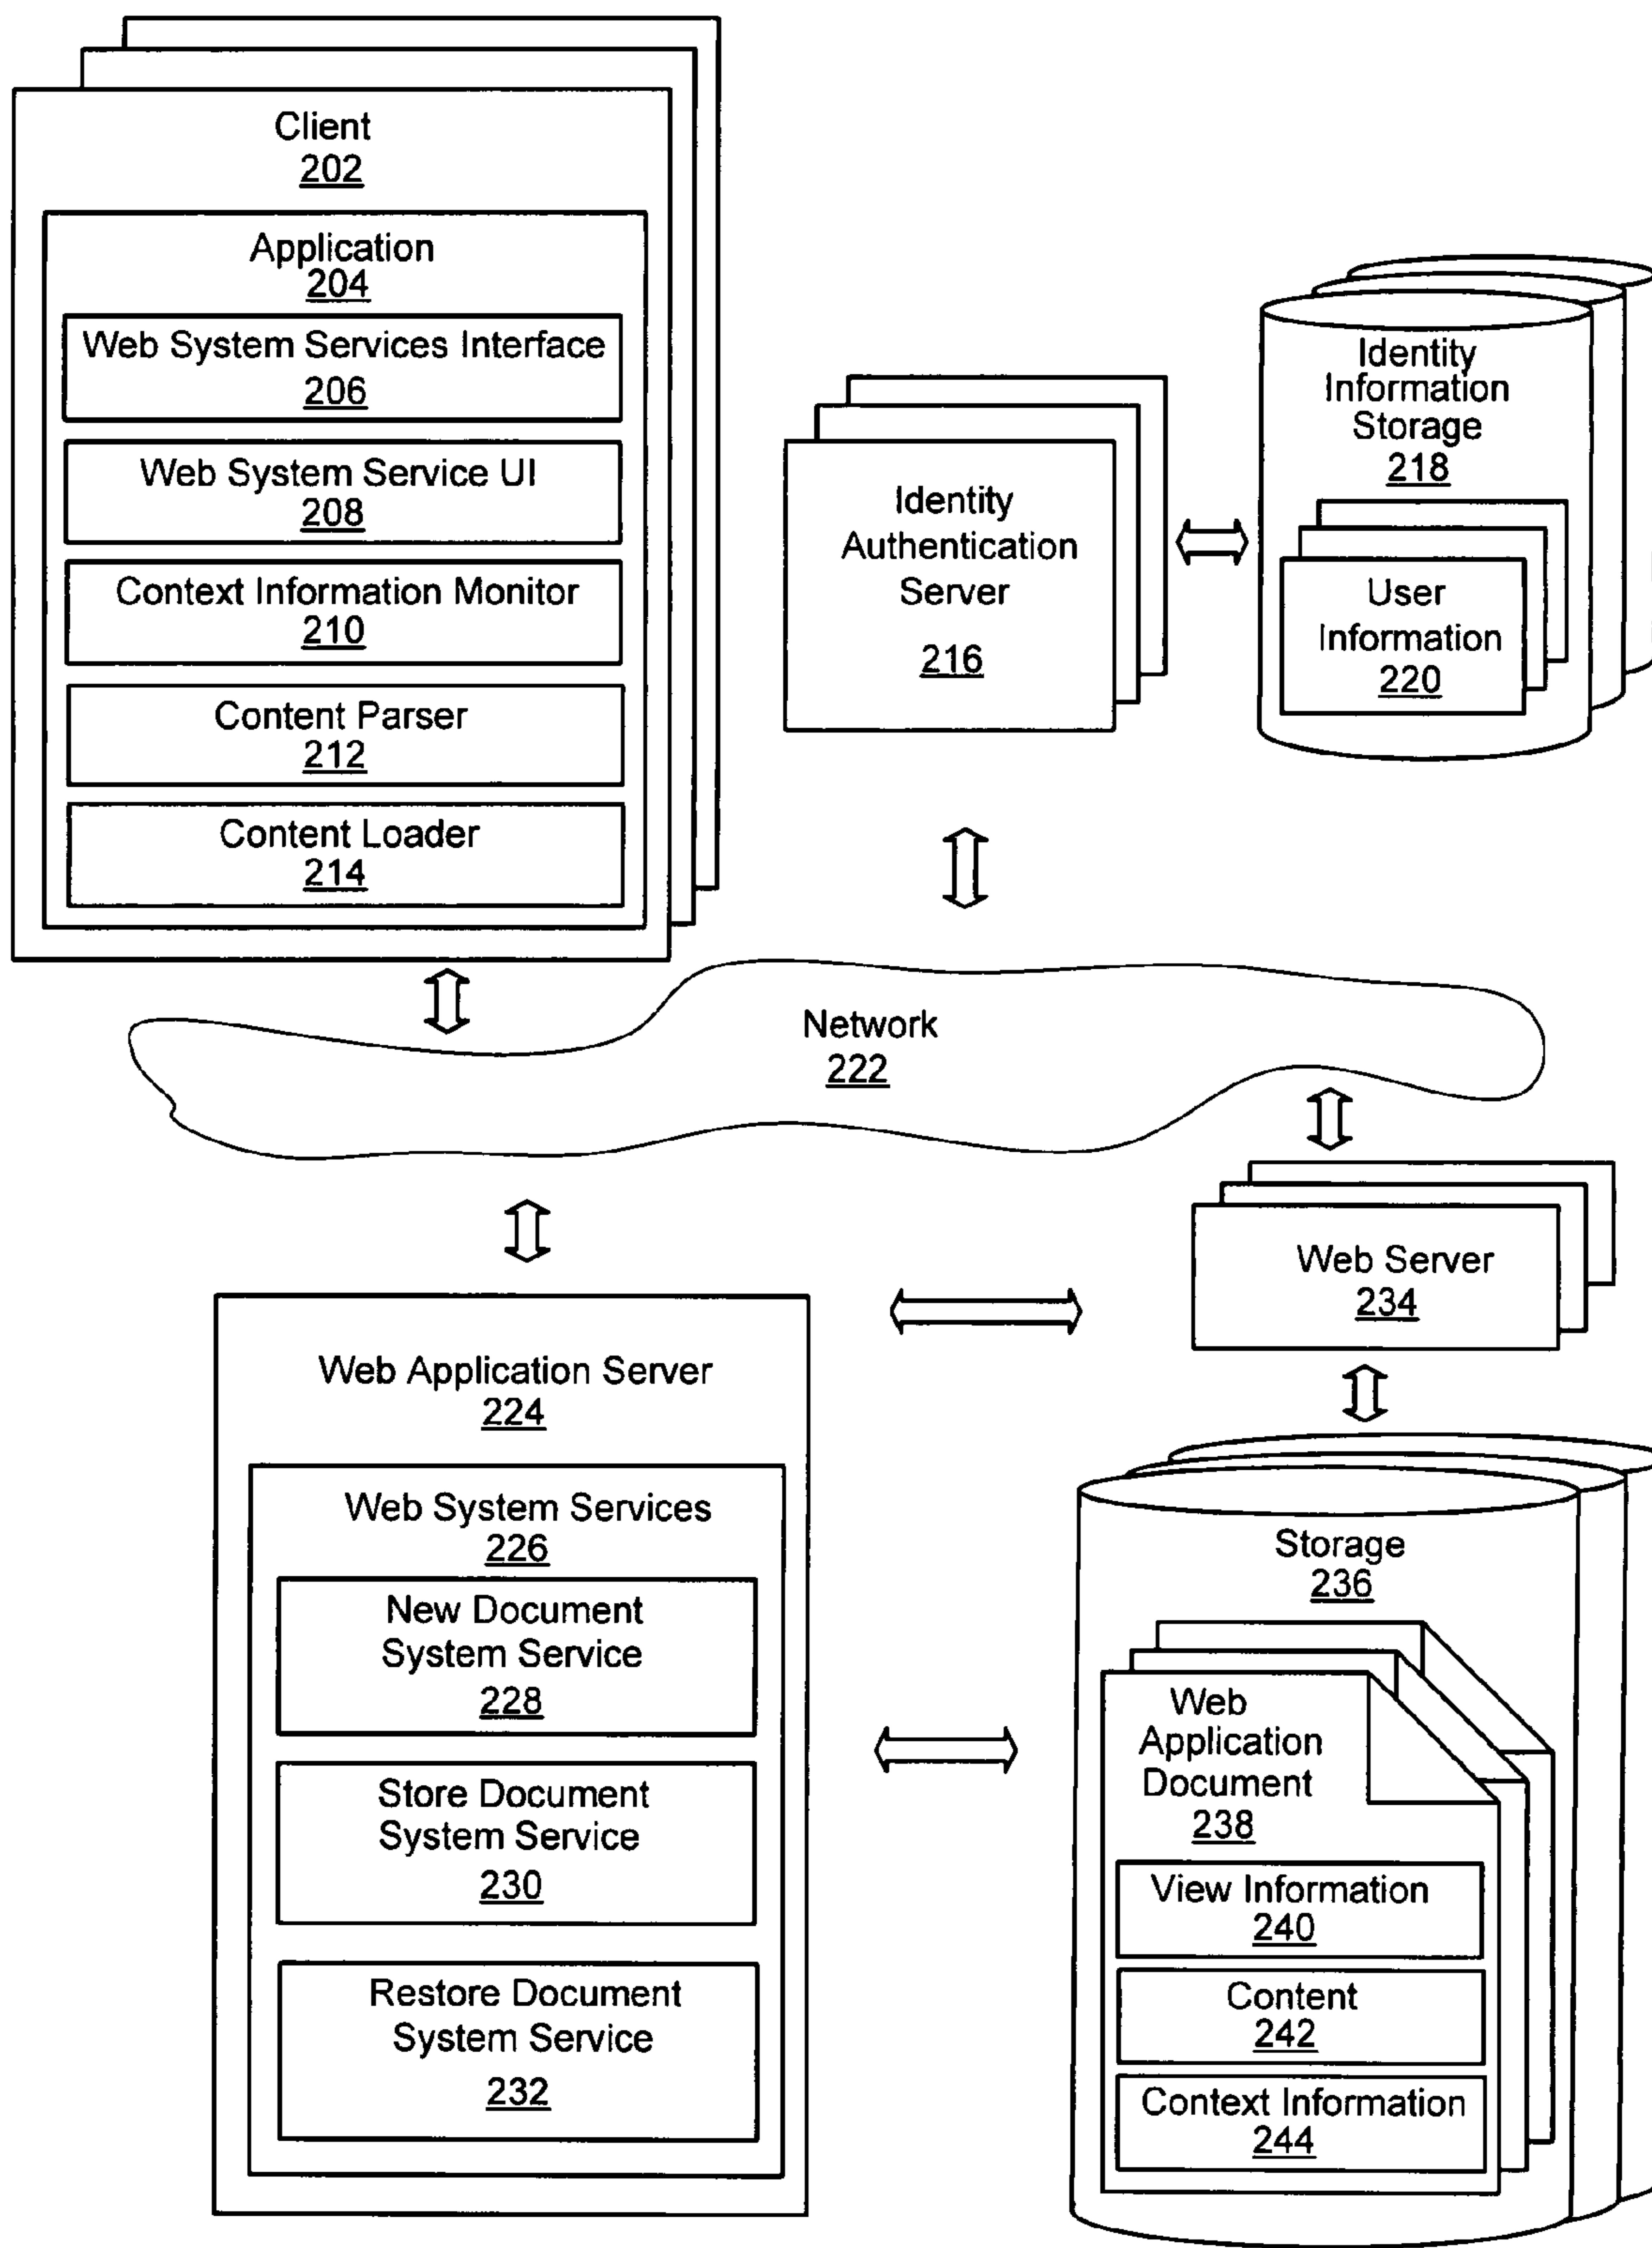 Client
202
Application
204
Web System Services Interface
206
Web System Service UI
208
Context Information Monitor
210
Content Parser
212
Content Loader
214
Identity
Authentication
Server
216
Identity
Information
Storage
218
User
Information
220
Network
222
Web Server
234
Web Application Server
224
Web System Services
226
New Document
System Service
228
Store Document
System Service
230
Restore Document
System Service
232
Storage
236
Web
Application
Document
238
View Information
240
Content
242
Context Information
244